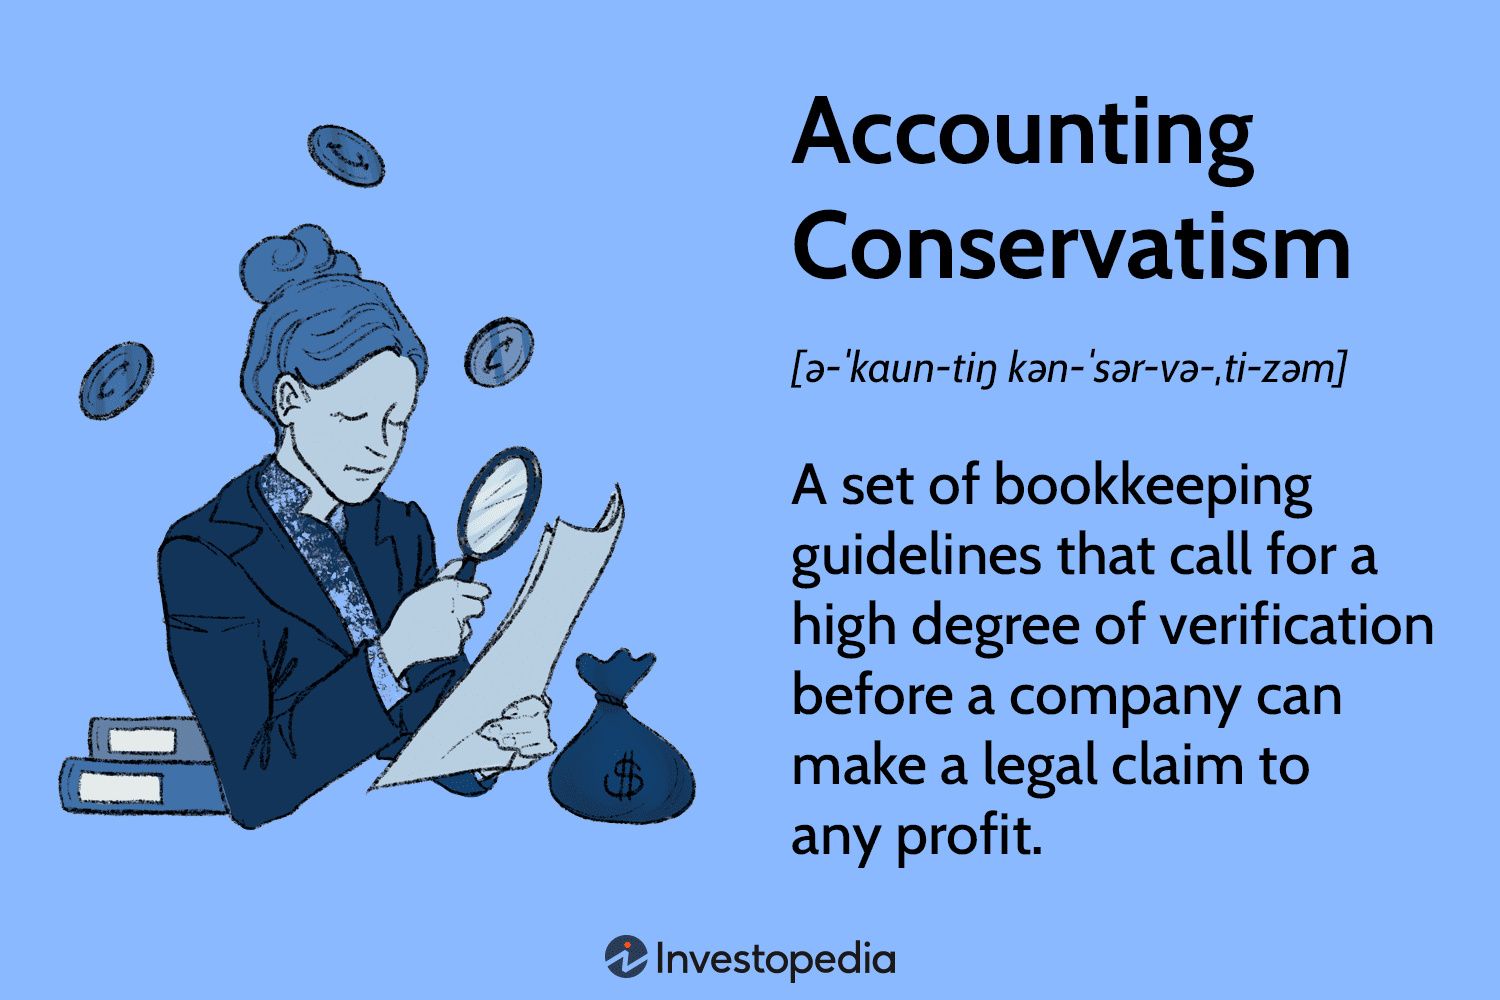 Accounting
Conservatism
[ə-ˈkaun-tiŋ kən-ˈsər-və-ˌti-zəm]
A set of bookkeeping
guidelines that call for a
high degree of verification
before a company can
make a legal claim to
any profit.
$
Investopedia